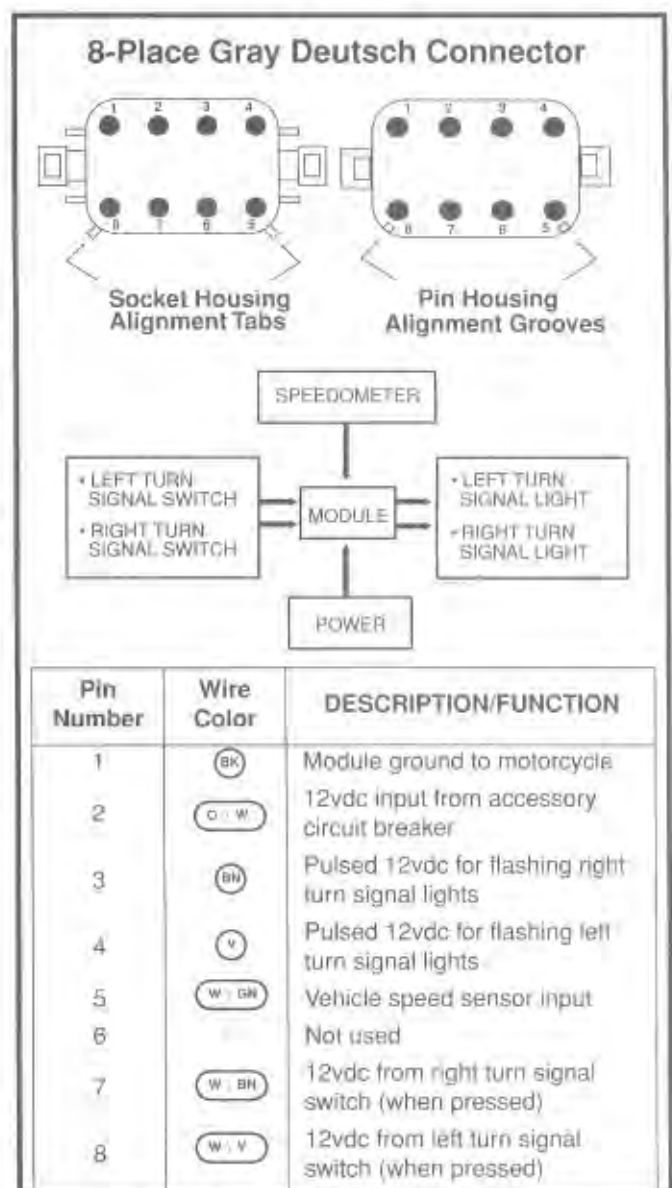 8-Place Gray Deutsch Connector
1 2 3 4
8 7 6 5
1 2 3 4
8 7 6 5
Socket Housing
Alignment Tabs
Pin Housing
Alignment Grooves
SPEEDOMETER
• LEFT TURN
SIGNAL SWITCH
• RIGHT TURN
SIGNAL SWITCH
MODULE
• LEFT TURN
SIGNAL LIGHT
• RIGHT TURN
SIGNAL LIGHT
POWER
Pin Number Wire Color DESCRIPTION/FUNCTION
1 BK Module ground to motorcycle
2 O / W 12vdc input from accessory
circuit breaker
3 BN Pulsed 12vdc for flashing right
turn signal lights
4 V Pulsed 12vdc for flashing left
turn signal lights
5 W / GN Vehicle speed sensor input
6 Not used
7 W / BN 12vdc from right turn signal
switch (when pressed)
8 W / V 12vdc from left turn signal
switch (when pressed)